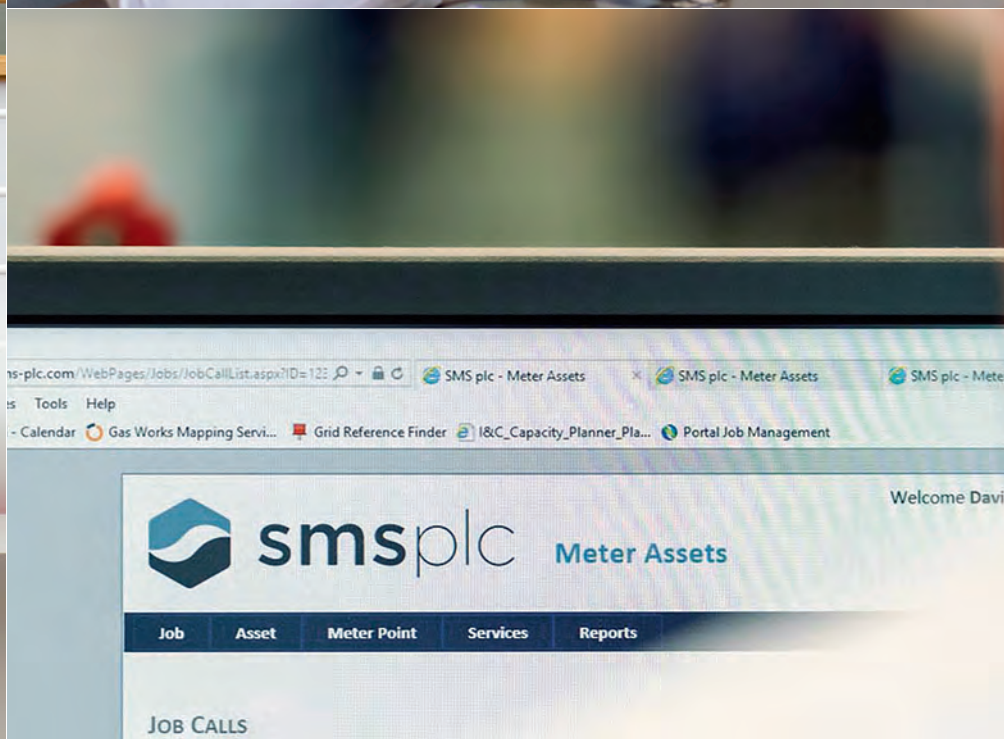 ns-plc.com/WebPages/Jobs/JobCallList.aspx?ID=123 SMS plc - Meter Assets × SMS plc - Meter Assets SMS plc - Mete
es Tools Help
- Calendar Gas Works Mapping Servi... Grid Reference Finder I&C_Capacity_Planner_Pla... Portal Job Management
Welcome Davi
smsplc Meter Assets
Job Asset Meter Point Services Reports
JOB CALLS